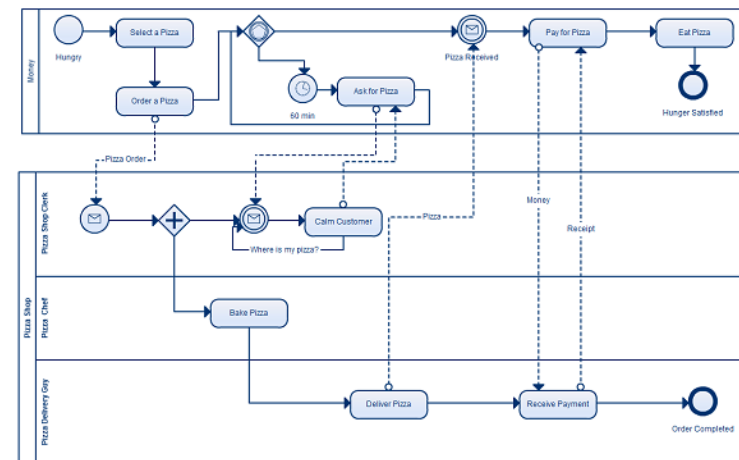 Money
Hungry
Select a Pizza
Order a Pizza
60 min
Ask for Pizza
Pizza Received
Pay for Pizza
Eat Pizza
Hunger Satisfied
Pizza Order
Pizza
Money
Receipt
Pizza Shop
Pizza Shop Clerk
Calm Customer
Where is my pizza?
Pizza Chef
Bake Pizza
Pizza Delivery Guy
Deliver Pizza
Receive Payment
Order Completed